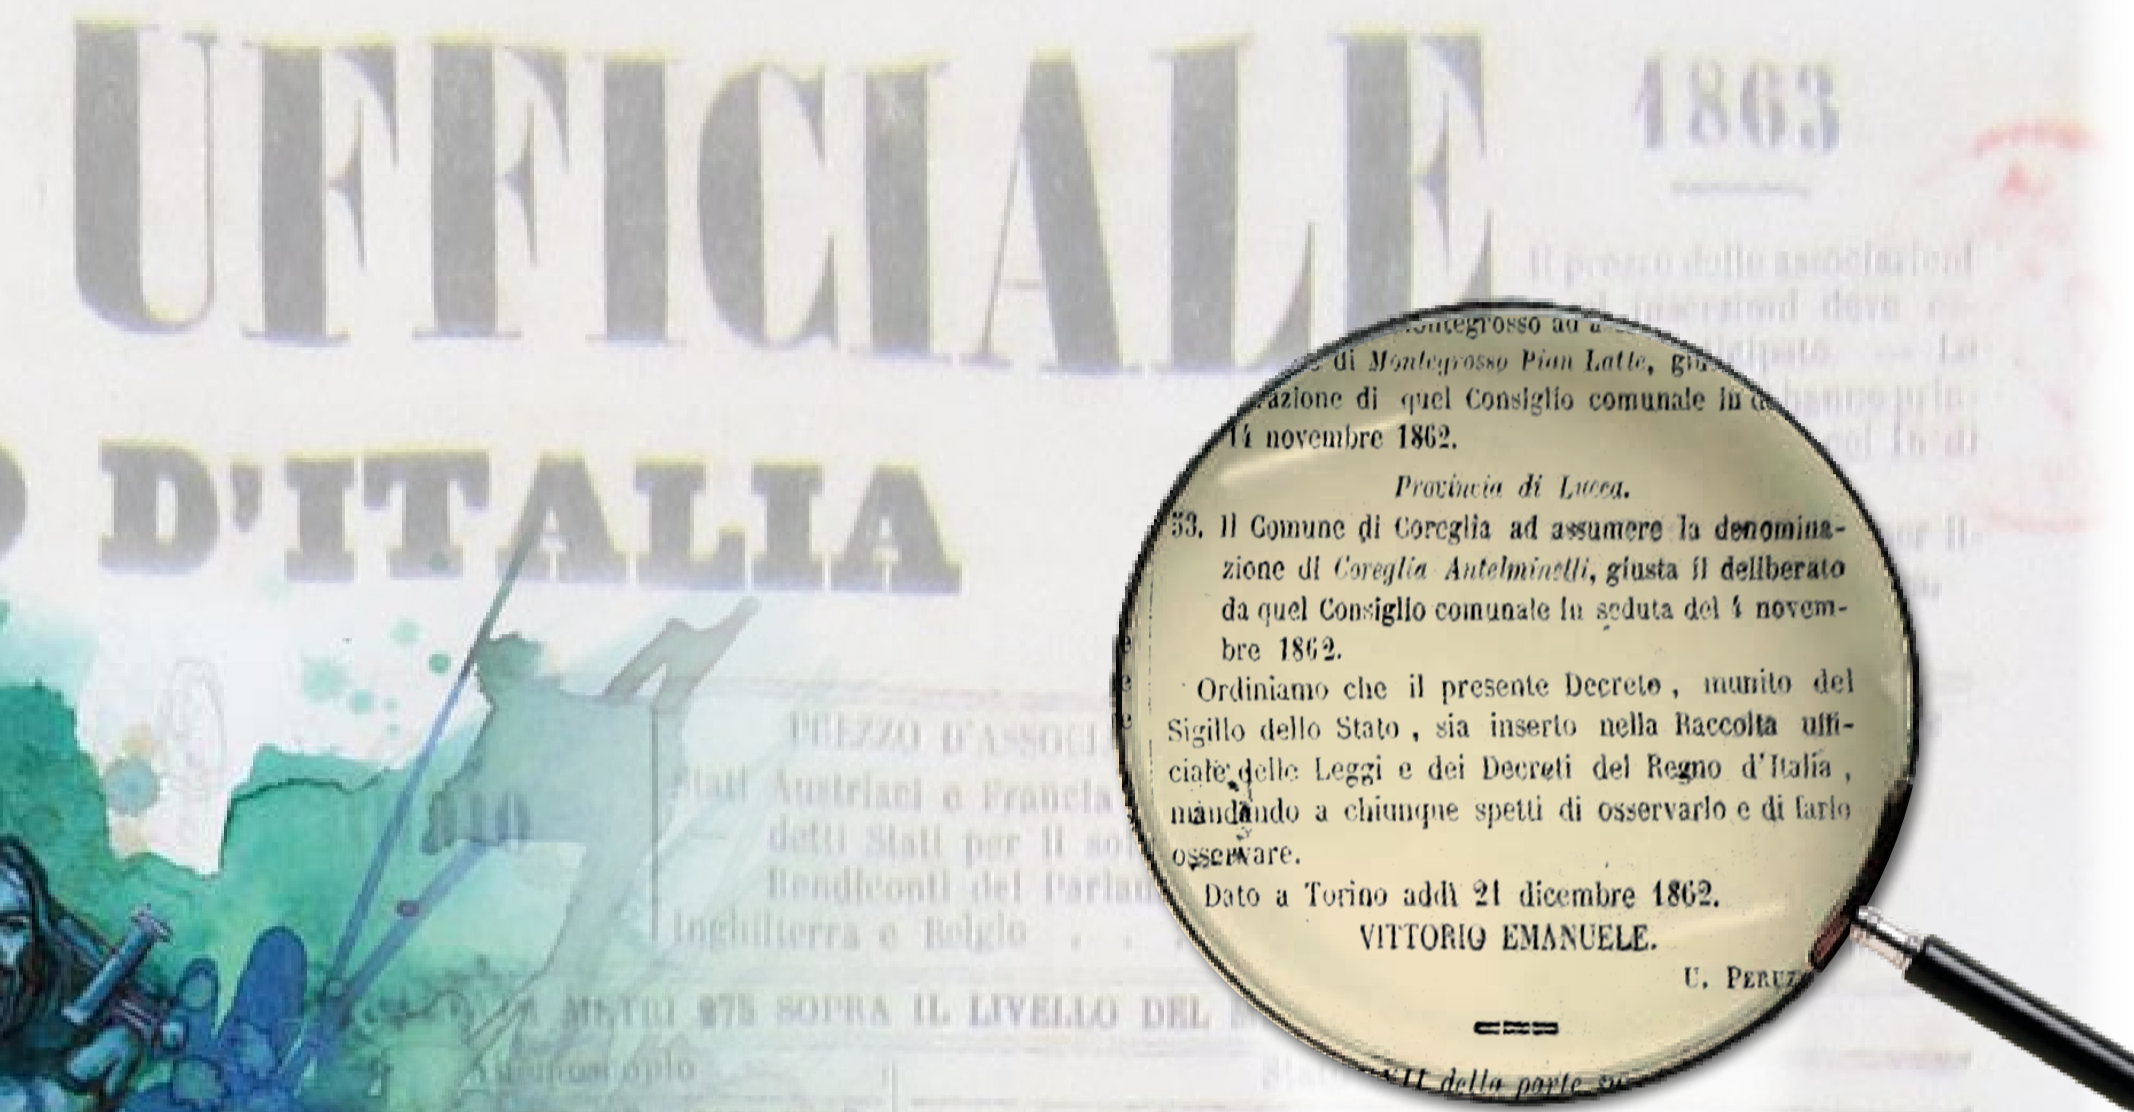 UFFICIALE
1863
D'ITALIA
Il prezzo delle associazioni
inserzioni deve
di Montegrosso Pian Latte,
azione di quel Consiglio comunale in
14 novembre 1862.
Provincia di Lucca.
53. Il Comune di Coreglia ad assumere la denomina-
zione di Coreglia Antelminelli, giusta il deliberato
da quel Consiglio comunale in seduta del 4 novem-
bre 1862.
Ordiniamo che il presente Decreto, munito del
Sigillo dello Stato, sia inserto nella Raccolta uffi-
ciale delle Leggi e dei Decreti del Regno d'Italia,
mandando a chiunque spetti di osservarlo e di farlo
osservare.
Dato a Torino addì 21 dicembre 1862.
VITTORIO EMANUELE.
U. PERUZ
della parte
PREZZO D'ASSOCI
Stati Austriaci e Francia
detti Stati per il
Rendiconti del Parlam
Inghilterra e Belgio . .
METRI 275 SOPRA IL LIVELLO DEL